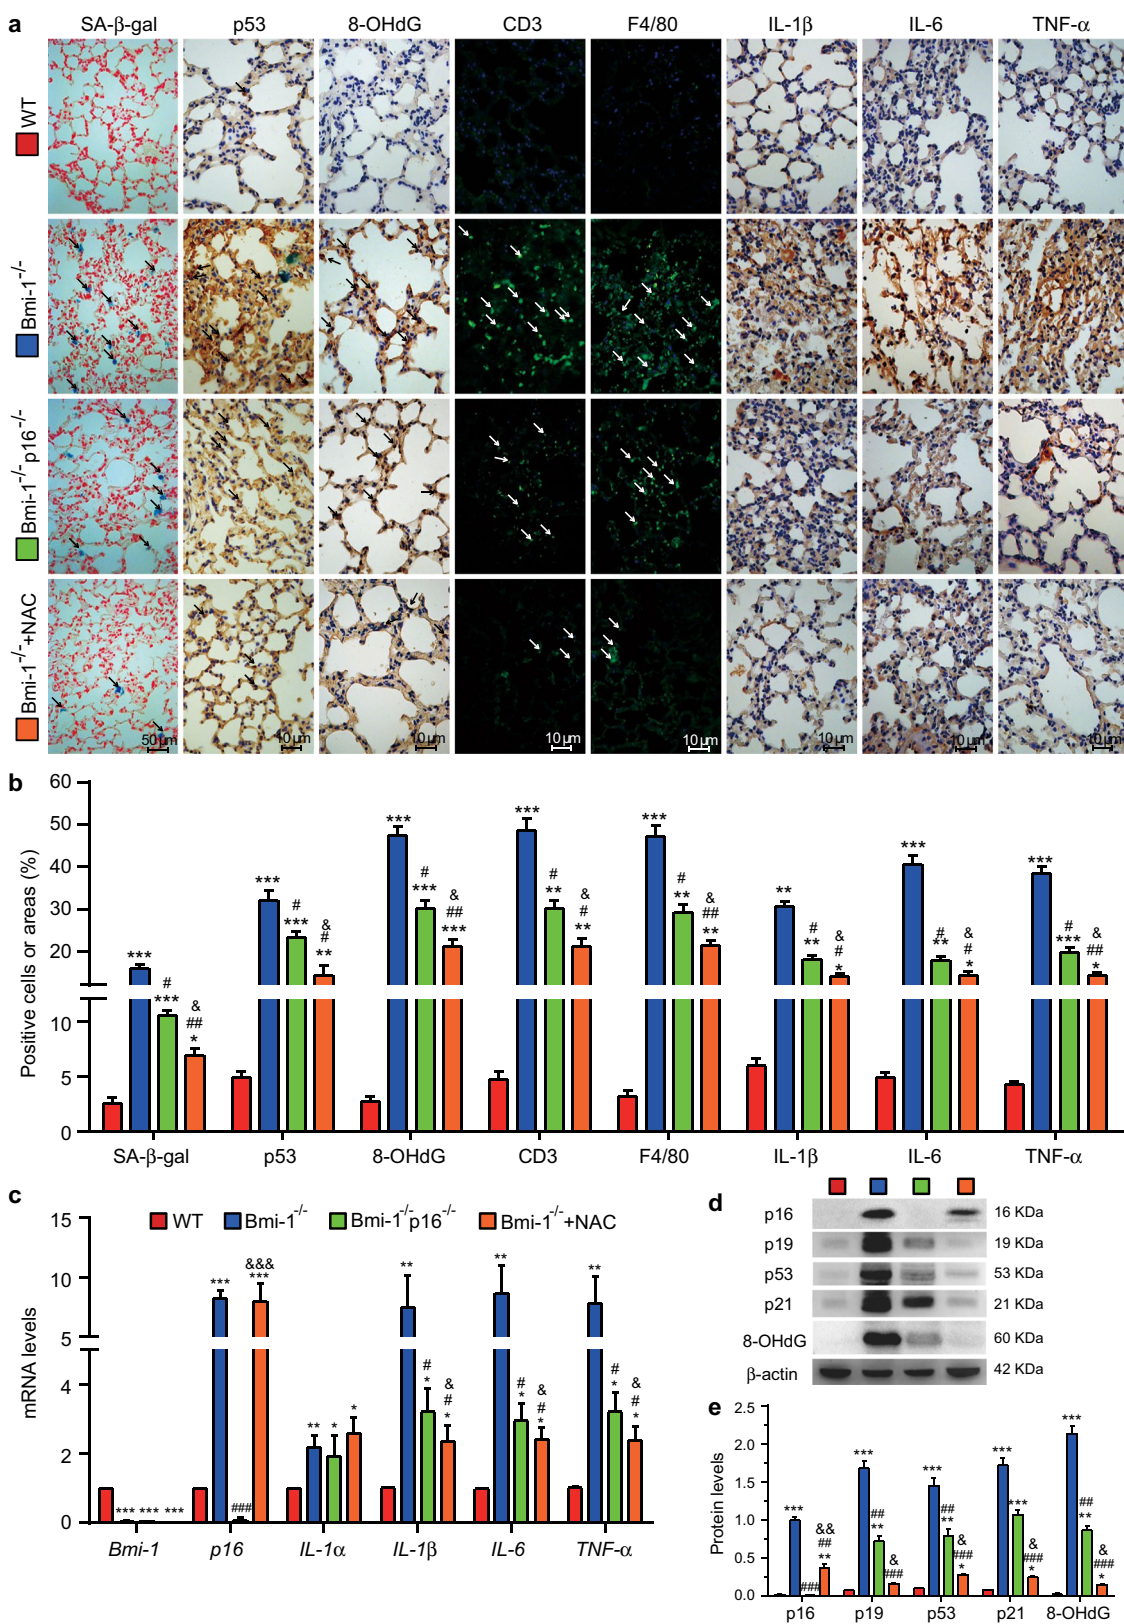 a
SA-β-gal p53 8-OHdG CD3 F4/80 IL-1β IL-6 TNF-α
WT
Bmi-1-/-
Bmi-1-/-p16-/-
Bmi-1-/-+NAC
50 μm 10 μm 10 μm 10 μm 10 μm 10 μm 10 μm 10 μm
b
Positive cells or areas (%)
60
50
40
30
20
10
5
0
*** *** # *** & ## *
*** # *** & # **
*** # *** & ## ***
*** # ** & # **
*** # ** & ## **
** # ** & # *
*** # ** & # *
*** # *** & ## *
SA-β-gal p53 8-OHdG CD3 F4/80 IL-1β IL-6 TNF-α
c
WT Bmi-1-/- Bmi-1-/-p16-/- Bmi-1-/-+NAC
mRNA levels
15
10
5
4
2
0
*** *** ***
*** ### &&& ***
** * *
** # * & # *
** # * & # *
** # * & # *
Bmi-1 p16 IL-1α IL-1β IL-6 TNF-α
d
p16 16 KDa
p19 19 KDa
p53 53 KDa
p21 21 KDa
8-OHdG 60 KDa
β-actin 42 KDa
e
Protein levels
2.5
2.0
1.5
1.0
0.5
0.0
*** ### && ## **
*** ## ** & ###
*** ## ** & ### *
*** *** & ### *
*** ## ** & ### *
p16 p19 p53 p21 8-OHdG